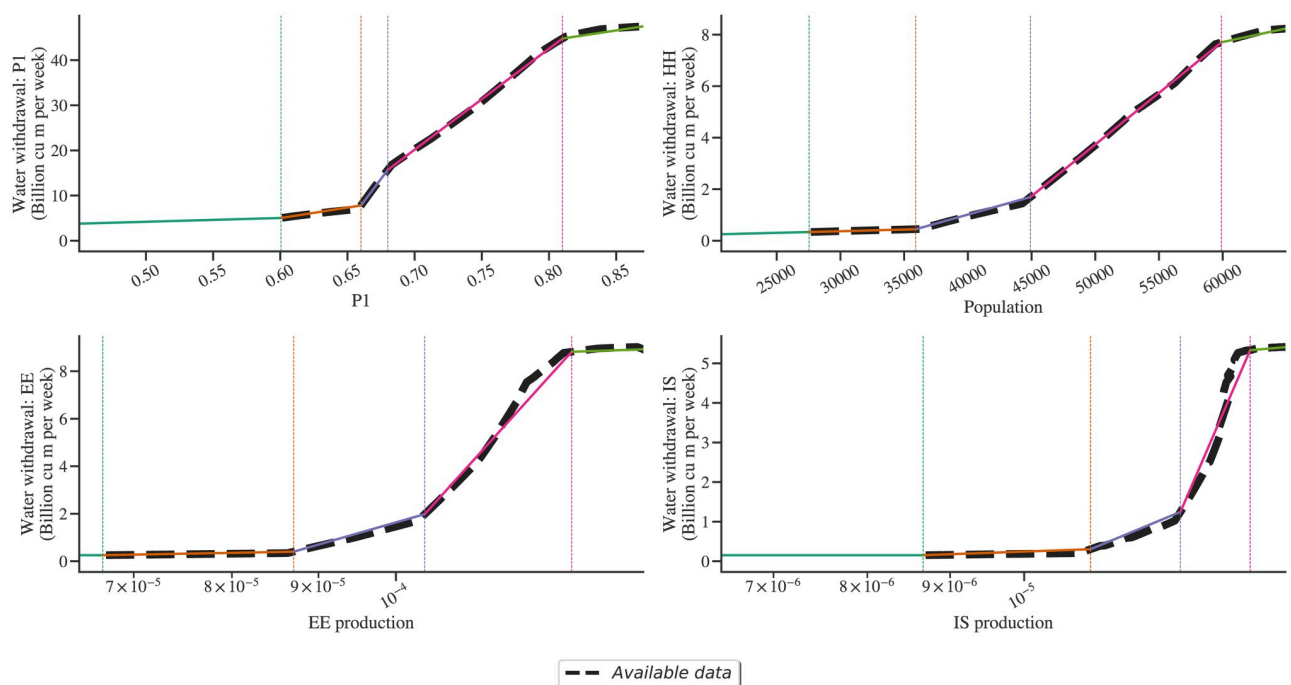 Water withdrawal: P1
(Billion cu m per week)
40
30
20
10
0
0.50
0.55
0.60
0.65
0.70
0.75
0.80
0.85
P1
Water withdrawal: HH
(Billion cu m per week)
8
6
4
2
0
25000
30000
35000
40000
45000
50000
55000
60000
Population
Water withdrawal: EE
(Billion cu m per week)
8
6
4
2
0
7 × 10⁻⁵
8 × 10⁻⁵
9 × 10⁻⁵
10⁻⁴
EE production
Water withdrawal: IS
(Billion cu m per week)
5
4
3
2
1
0
7 × 10⁻⁶
8 × 10⁻⁶
9 × 10⁻⁶
10⁻⁵
IS production
Available data